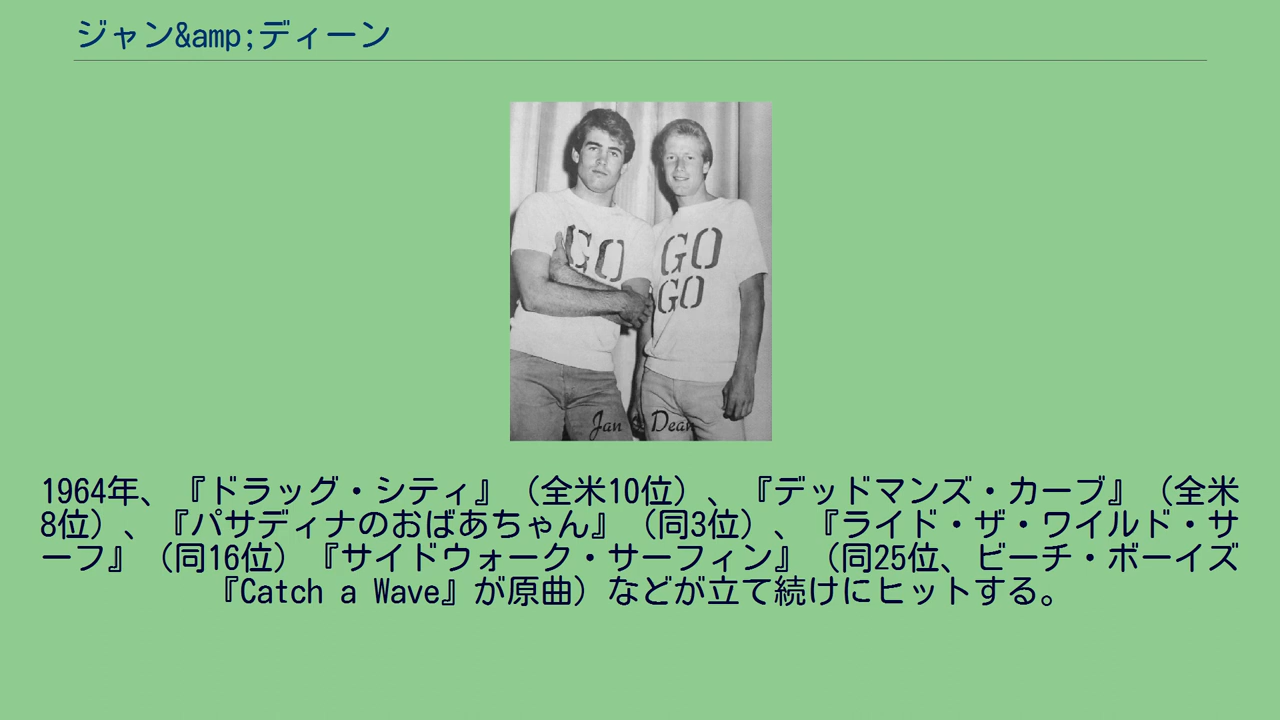 ジャン&amp;ディーン
GO
GO
GO
Jan & Dean
1964年、『ドラッグ・シティ』（全米10位）、『デッドマンズ・カーブ』（全米
8位）、『パサディナのおばあちゃん』（同3位）、『ライド・ザ・ワイルド・サ
ーフ』（同16位）『サイドウォーク・サーフィン』（同25位、ビーチ・ボーイズ
『Catch a Wave』が原曲）などが立て続けにヒットする。